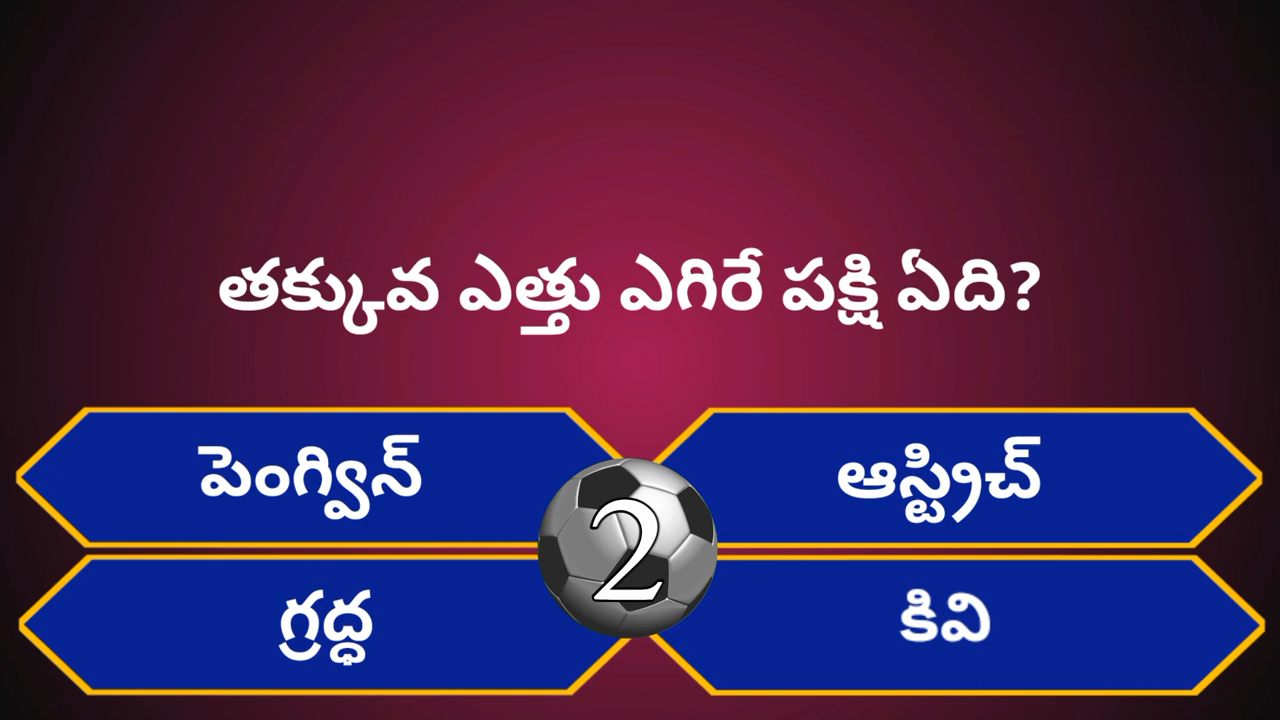 తక్కువ ఎత్తు ఎగిరే పక్షి ఏది?
పెంగ్విన్
ఆస్ట్రిచ్
2
గ్రద్ధ
కివి